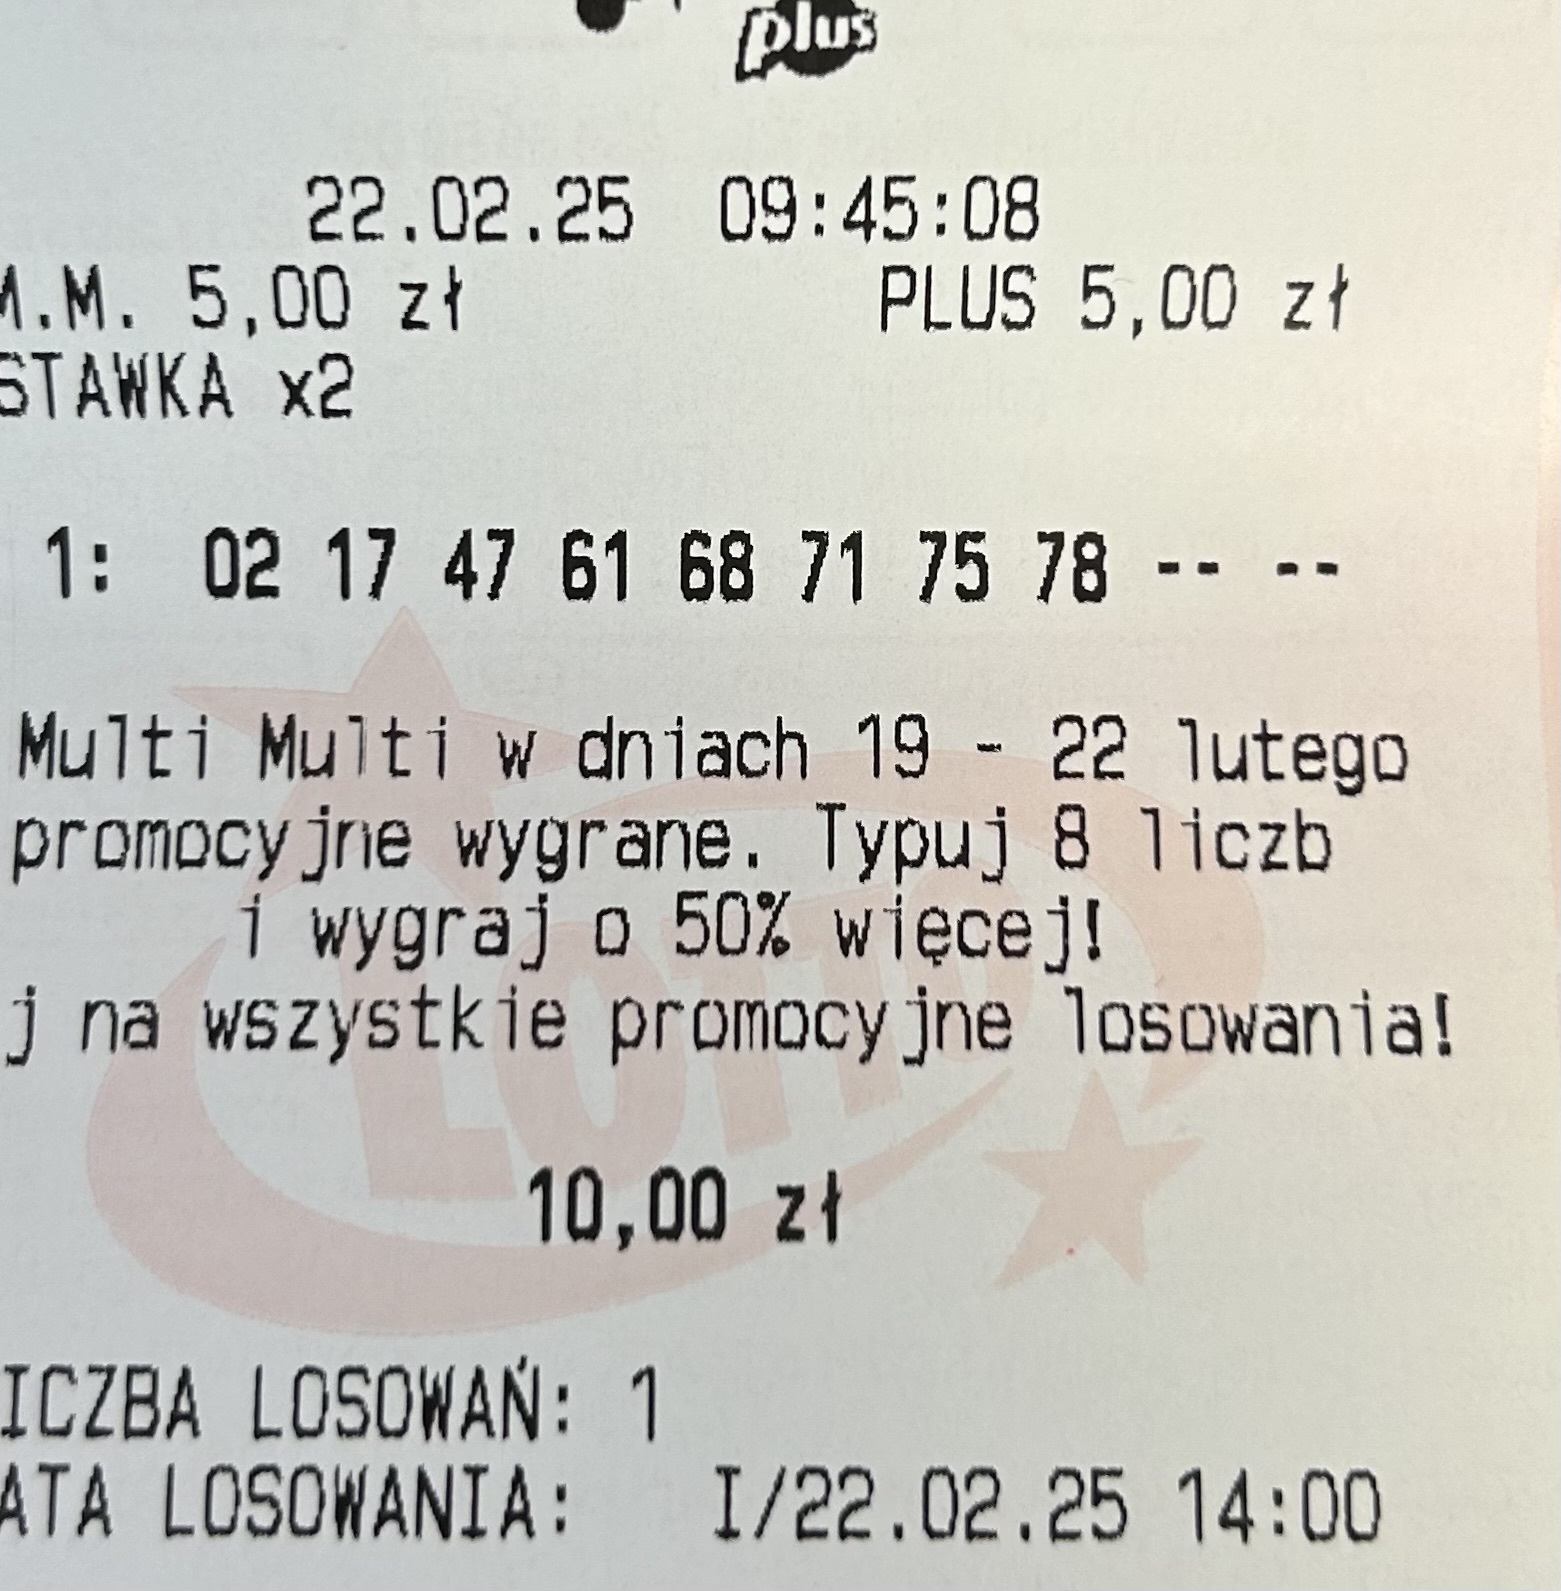 plus
22.02.25 09:45:08
M.M. 5,00 zł PLUS 5,00 zł
STAWKA x2
1: 02 17 47 61 68 71 75 78 -- --
Multi Multi w dniach 19 - 22 lutego
promocyjne wygrane. Typuj 8 liczb
i wygraj o 50% więcej!
j na wszystkie promocyjne losowania!
LOTTO
10,00 zł
ICZBA LOSOWAŃ: 1
ATA LOSOWANIA: I/22.02.25 14:00